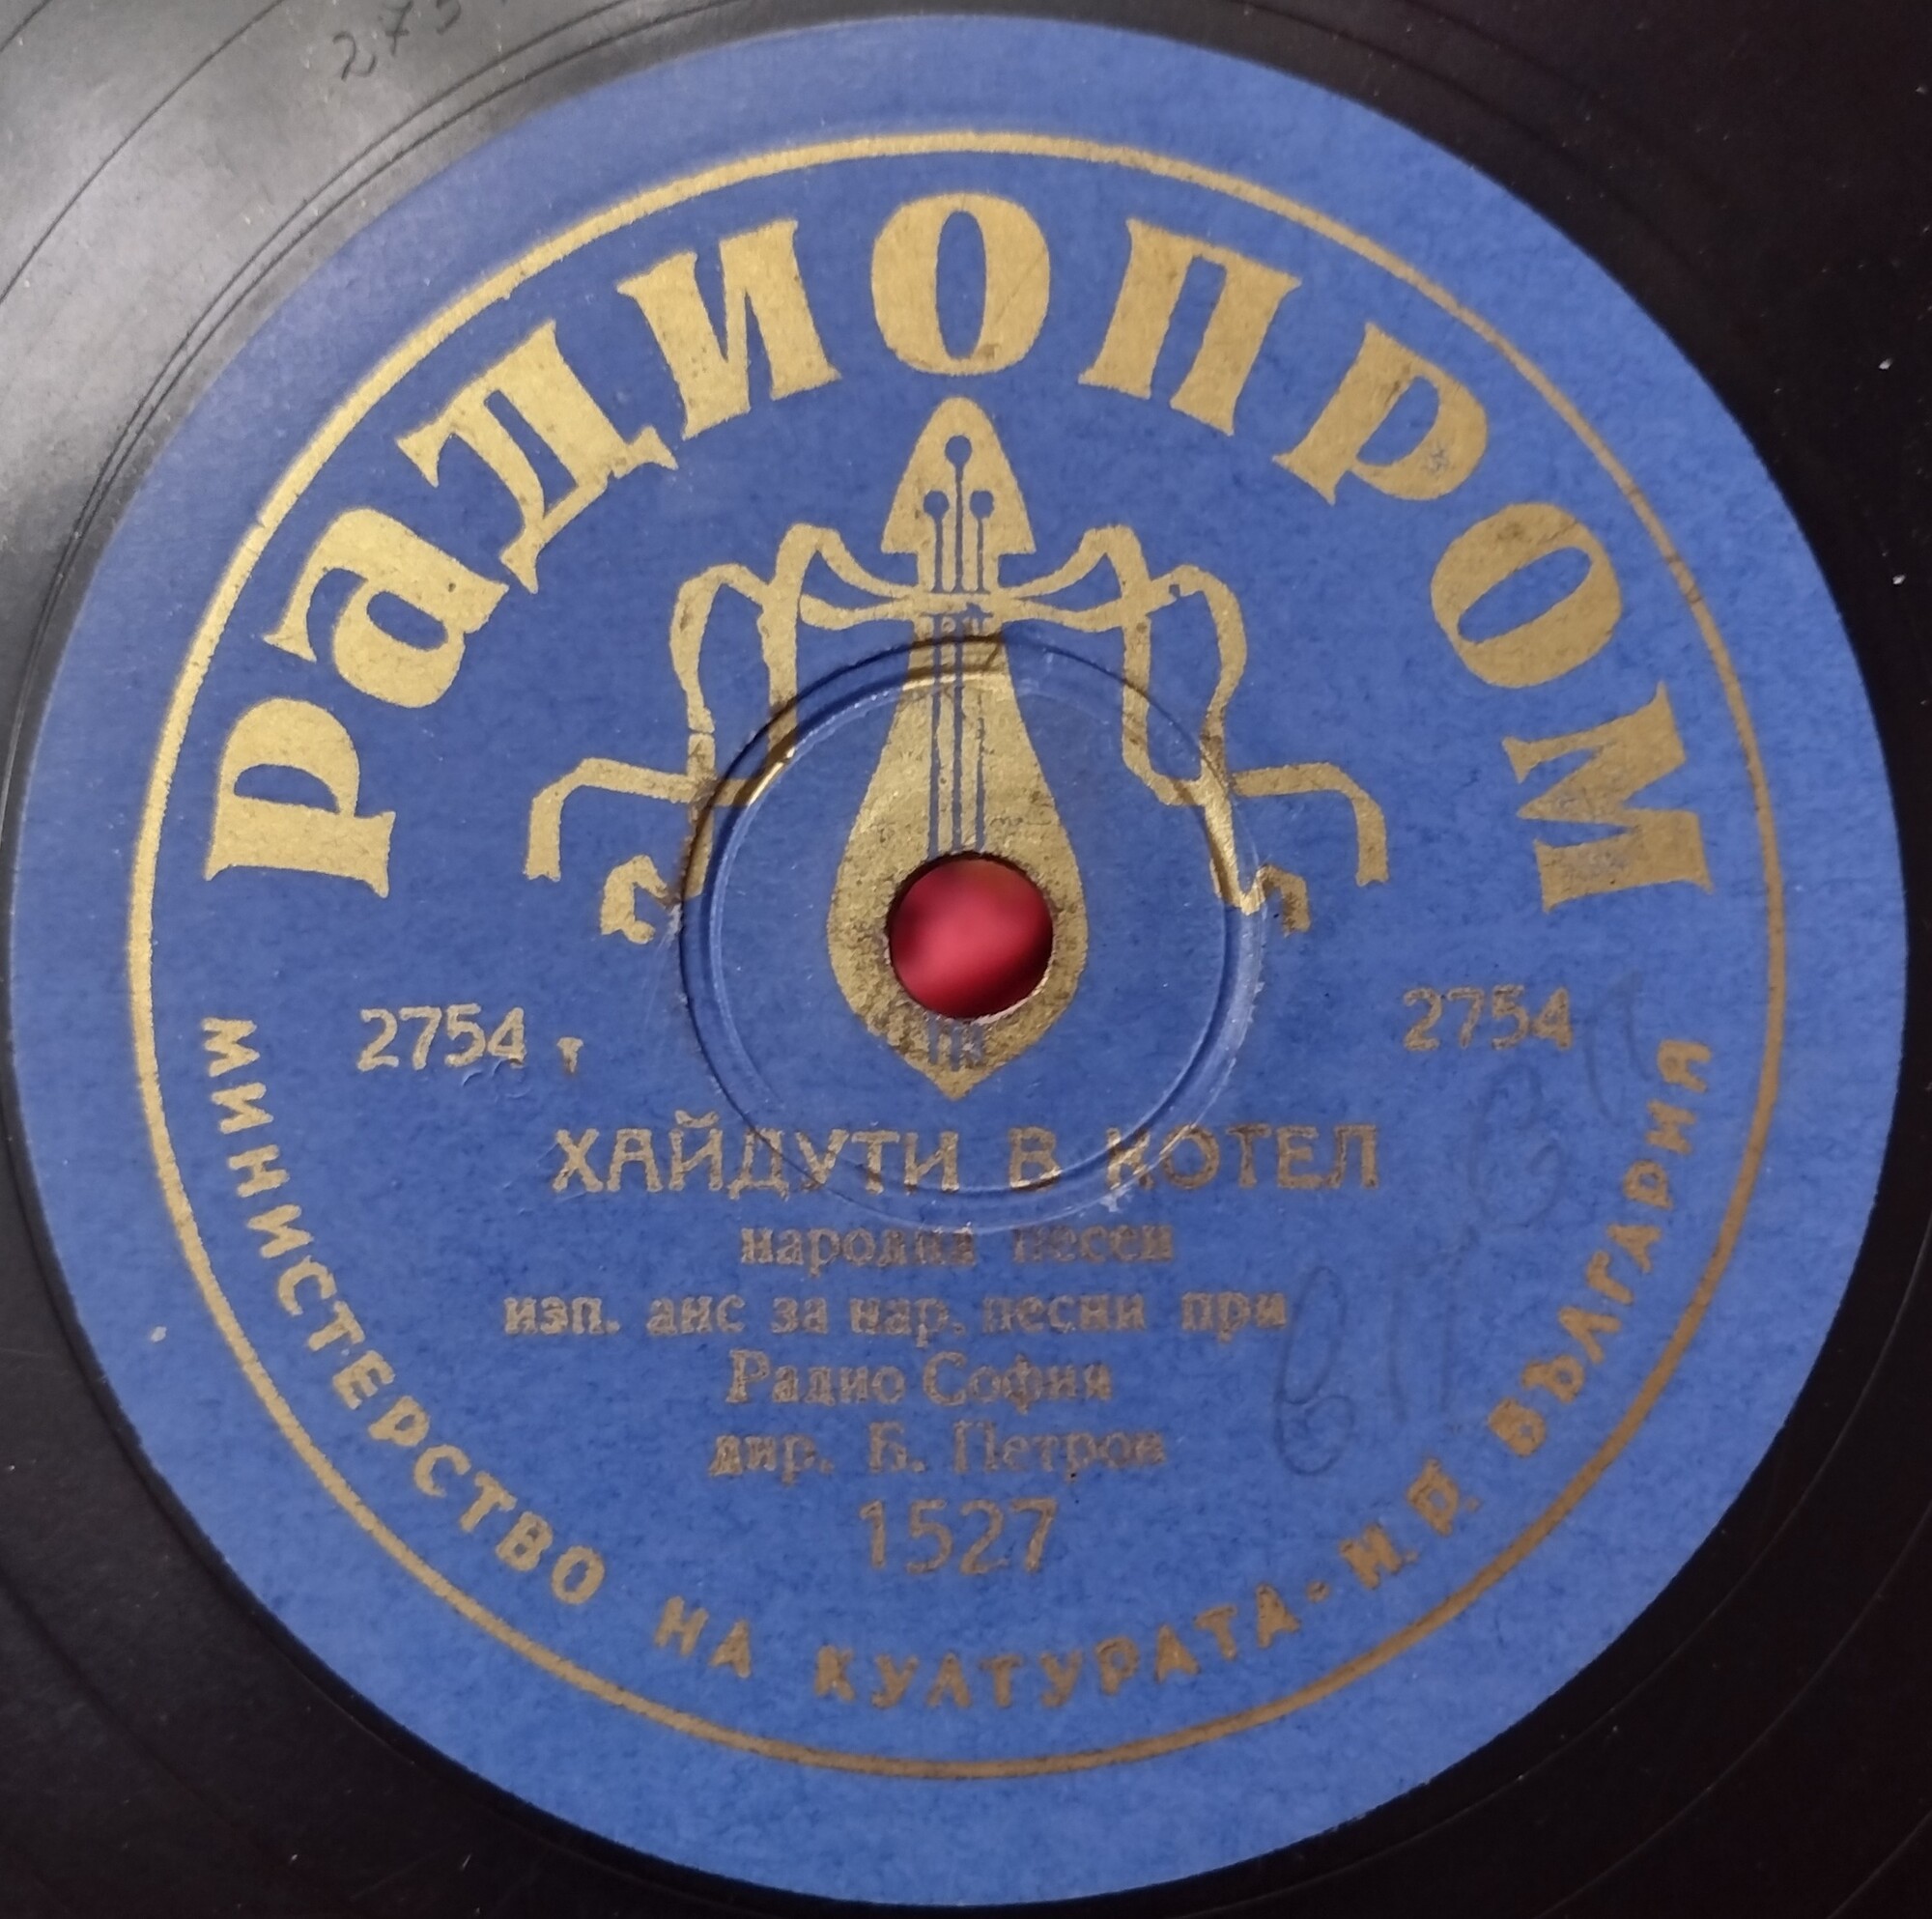 РадиопРОМ
2754 т
2754
ХАЙДУТИ В КОТЕЛ
народна песен
изп. анс за нар. песни при
Радио София
дир. Б. Петров
1527
МИНИСТЕРСТВО НА КУЛТУРАТА - Н. Р. БЪЛГАРИЯ